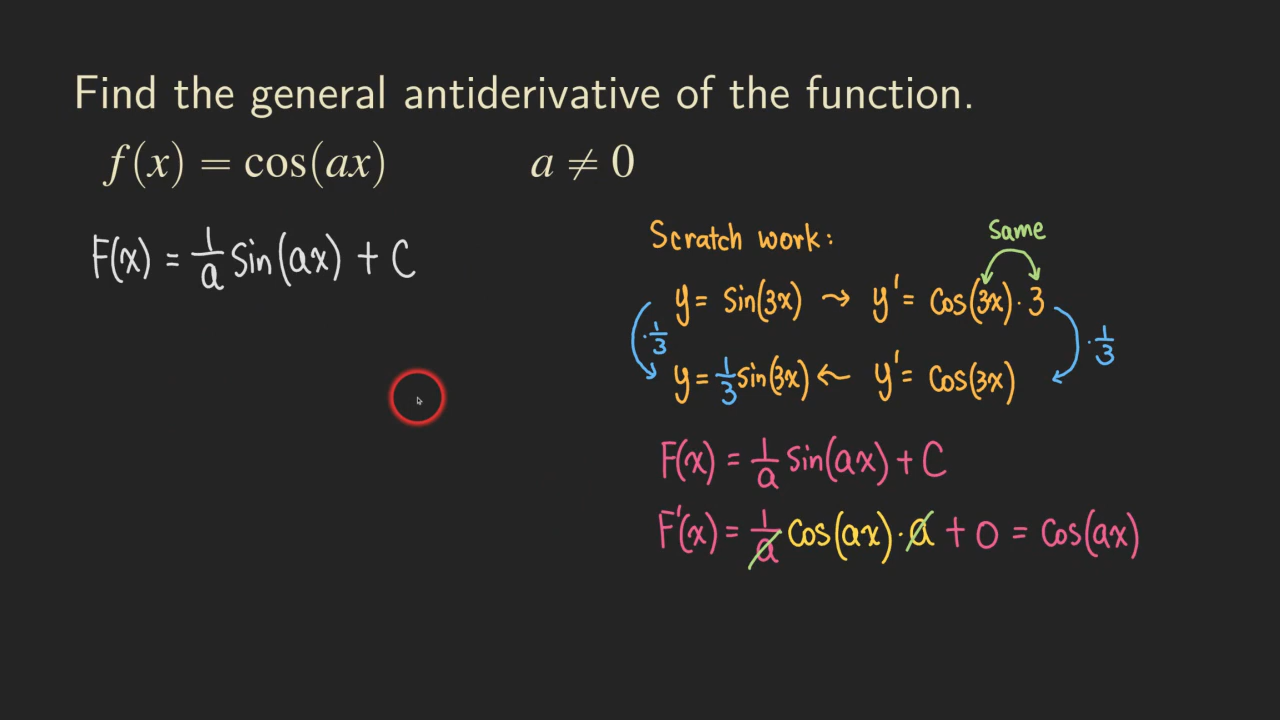 Find the general antiderivative of the function.
f(x) = cos(ax) a ≠ 0
F(x) = 1/a Sin(ax) + C
Scratch work:
Same
y = Sin(3x) → y' = Cos(3x) · 3
· 1/3
· 1/3
y = 1/3 sin(3x) ← y' = Cos(3x)
F(x) = 1/a Sin(ax) + C
F'(x) = 1/a Cos(ax) · a + 0 = Cos(ax)